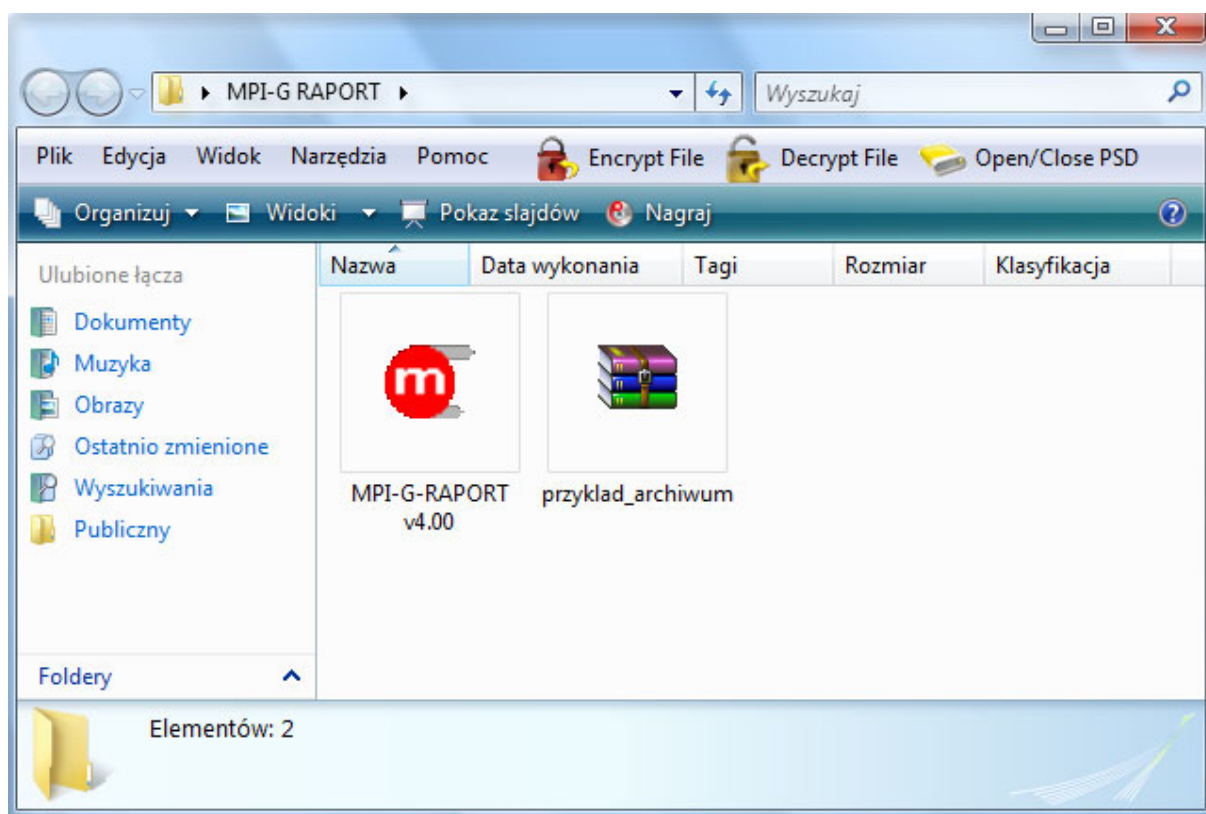 MPI-G RAPORT
Wyszukaj
Plik Edycja Widok Narzędzia Pomoc Encrypt File Decrypt File Open/Close PSD
Organizuj Widoki Pokaz slajdów Nagraj
Ulubione łącza
Dokumenty
Muzyka
Obrazy
Ostatnio zmienione
Wyszukiwania
Publiczny
Foldery
Nazwa Data wykonania Tagi Rozmiar Klasyfikacja
m
MPI-G-RAPORT
v4.00
przyklad_archiwum
Elementów: 2